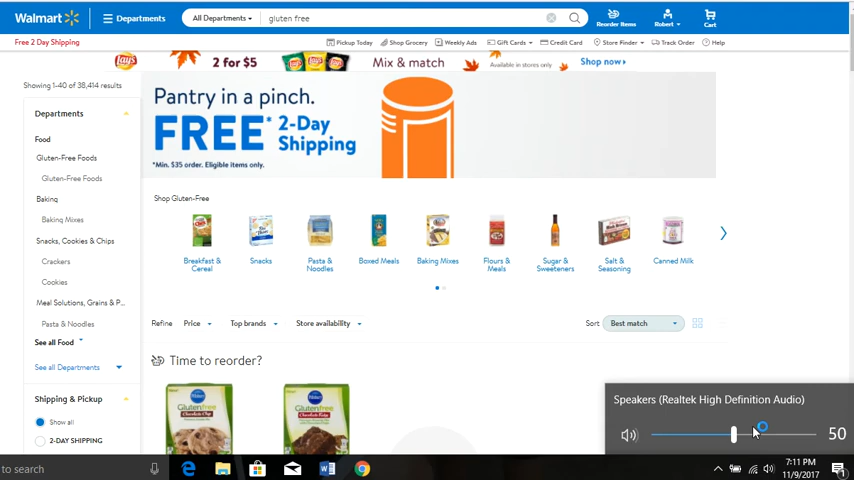 Walmart
Departments
All Departments
gluten free
Reorder Items
Robert
Cart
Free 2 Day Shipping
Pickup Today
Shop Grocery
Weekly Ads
Gift Cards
Credit Card
Store Finder
Track Order
Help
Lay's
2 for $5
Mix & match
Available in stores only
Shop now
Showing 1-40 of 38,414 results
Departments
Food
Gluten-Free Foods
Gluten-Free Foods
Baking
Baking Mixes
Snacks, Cookies & Chips
Crackers
Cookies
Meal Solutions, Grains & P...
Pasta & Noodles
See all Food
See all Departments
Shipping & Pickup
Show all
2-DAY SHIPPING
Pantry in a pinch.
FREE* 2-Day
Shipping
*Min. $35 order. Eligible items only.
Shop Gluten-Free
Breakfast &
Cereal
Snacks
Pasta &
Noodles
Boxed Meals
Baking Mixes
Flours &
Meals
Sugar &
Sweeteners
Salt &
Seasoning
Canned Milk
Refine
Price
Top brands
Store availability
Sort
Best match
Time to reorder?
Pillsbury
Gluten Free
Chocolate Chip
Pillsbury
Gluten Free
Chocolate Fudge
Speakers (Realtek High Definition Audio)
50
to search
7:11 PM
11/9/2017
1